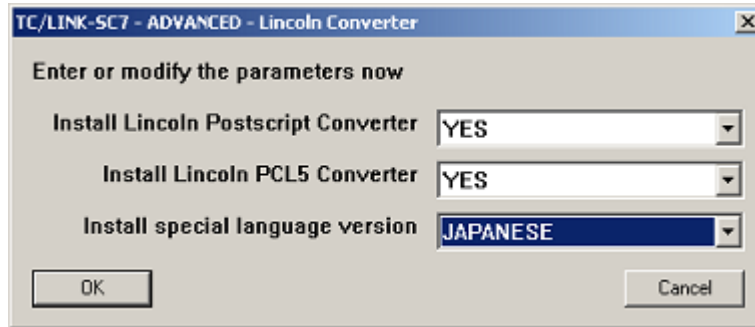 TC/LINK-SC7 - ADVANCED - Lincoln Converter
Enter or modify the parameters now
Install Lincoln Postscript Converter YES
Install Lincoln PCL5 Converter YES
Install special language version JAPANESE
OK Cancel